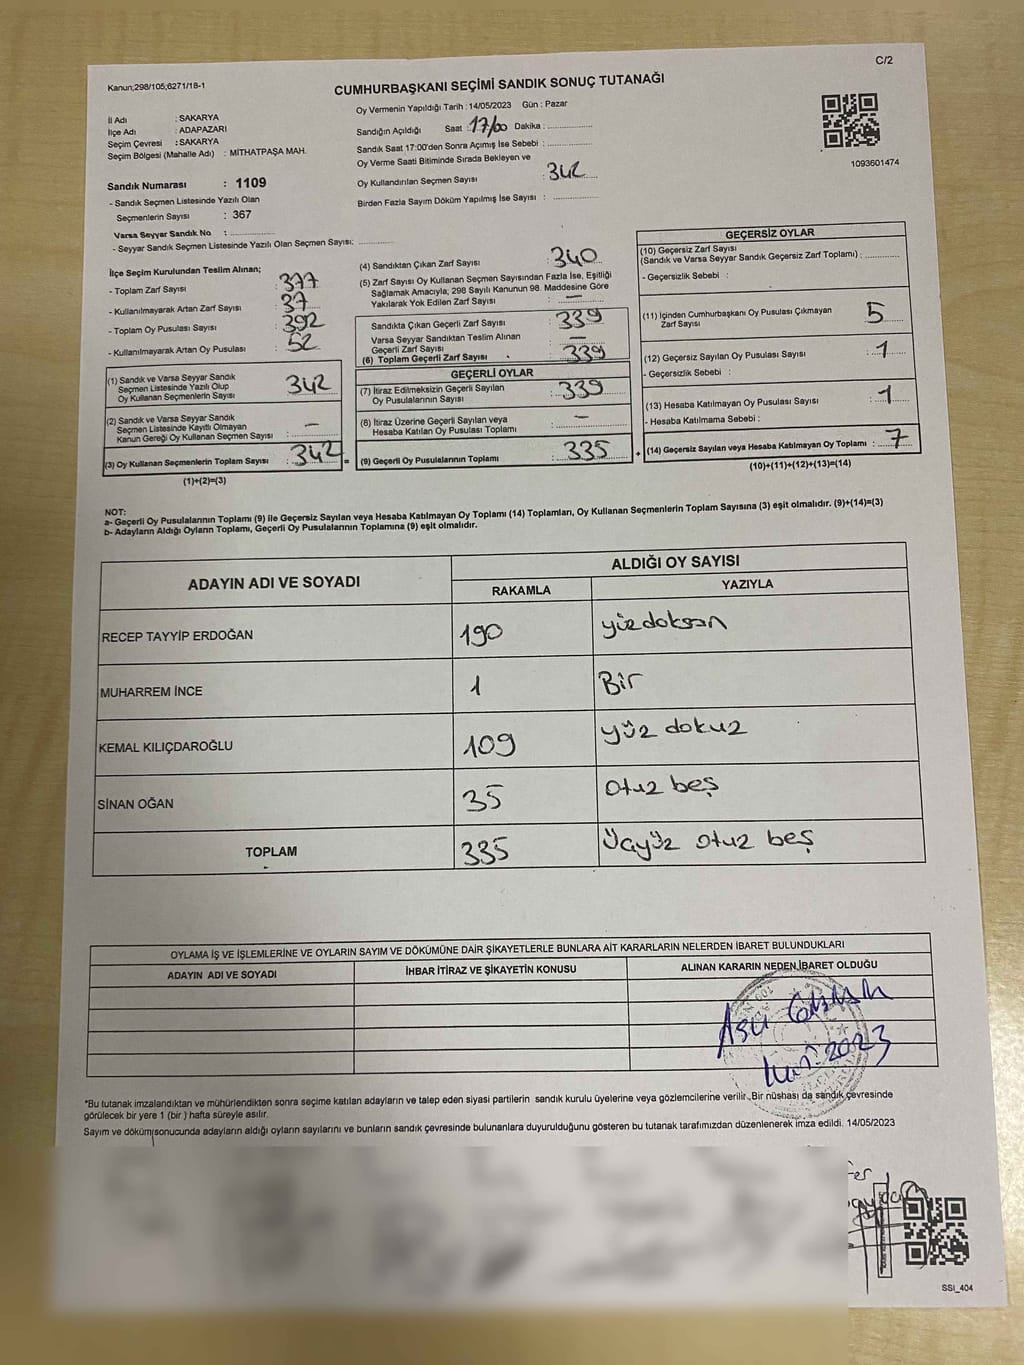 C/2
Kanun;298/105;6271/18-1
CUMHURBAŞKANI SEÇİMİ SANDIK SONUÇ TUTANAĞI
Oy Vermenin Yapıldığı Tarih : 14/05/2023 Gün : Pazar
İl Adı : SAKARYA
İlçe Adı : ADAPAZARI
Seçim Çevresi : SAKARYA
Seçim Bölgesi (Mahalle Adı) : MİTHATPAŞA MAH.
Sandık Numarası : 1109
- Sandık Seçmen Listesinde Yazılı Olan
Seçmenlerin Sayısı : 367
Varsa Seyyar Sandık No : ..............
- Seyyar Sandık Seçmen Listesinde Yazılı Olan Seçmen Sayısı: ............
Sandığın Açıldığı Saat : 17/00 Dakika : ..............
Sandık Saat 17:00'den Sonra Açımış İse Sebebi : ..............
Oy Verme Saati Bitiminde Sırada Bekleyen ve
Oy Kullandırılan Seçmen Sayısı : 342
Birden Fazla Sayım Döküm Yapılmış İse Sayısı : ..............
1093601474
İlçe Seçim Kurulundan Teslim Alınan;
- Toplam Zarf Sayısı : 377
- Kullanılmayarak Artan Zarf Sayısı : 37
- Toplam Oy Pusulası Sayısı : 392
- Kullanılmayarak Artan Oy Pusulası : 52
(1) Sandık ve Varsa Seyyar Sandık
Seçmen Listesinde Yazılı Olup
Oy Kullanan Seçmenlerin Sayısı : 342
(2) Sandık ve Varsa Seyyar Sandık
Seçmen Listesinde Kayıtlı Olmayan
Kanun Gereği Oy Kullanan Seçmen Sayısı : —
(3) Oy Kullanan Seçmenlerin Toplam Sayısı : 342 =
(1)+(2)=(3)
(4) Sandıktan Çıkan Zarf Sayısı : 340
(5) Zarf Sayısı Oy Kullanan Seçmen Sayısından Fazla İse, Eşitliği
Sağlamak Amacıyla, 298 Sayılı Kanunun 98. Maddesine Göre
Yakılarak Yok Edilen Zarf Sayısı : —
Sandıkta Çıkan Geçerli Zarf Sayısı : 339
Varsa Seyyar Sandıktan Teslim Alınan
Geçerli Zarf Sayısı : —
(6) Toplam Geçerli Zarf Sayısı : 339
GEÇERLİ OYLAR
(7) İtiraz Edilmeksizin Geçerli Sayılan
Oy Pusulalarının Sayısı : 339
(8) İtiraz Üzerine Geçerli Sayılan veya
Hesaba Katılan Oy Pusulası Toplamı : —
(9) Geçerli Oy Pusulalarının Toplamı : 335 +
GEÇERSİZ OYLAR
(10) Geçersiz Zarf Sayısı
(Sandık ve Varsa Seyyar Sandık Geçersiz Zarf Toplamı) : ............
- Geçersizlik Sebebi :
(11) İçinden Cumhurbaşkanı Oy Pusulası Çıkmayan
Zarf Sayısı : 5
(12) Geçersiz Sayılan Oy Pusulası Sayısı : 1
- Geçersizlik Sebebi :
(13) Hesaba Katılmayan Oy Pusulası Sayısı : 1
- Hesaba Katılmama Sebebi :
(14) Geçersiz Sayılan veya Hesaba Katılmayan Oy Toplamı : 7
(10)+(11)+(12)+(13)=(14)
NOT:
a- Geçerli Oy Pusulalarının Toplamı (9) ile Geçersiz Sayılan veya Hesaba Katılmayan Oy Toplamı (14) Toplamları, Oy Kullanan Seçmenlerin Toplam Sayısına (3) eşit olmalıdır. (9)+(14)=(3)
b- Adayların Aldığı Oyların Toplamı, Geçerli Oy Pusulalarının Toplamına (9) eşit olmalıdır.
ADAYIN ADI VE SOYADI ALDIĞI OY SAYISI
RAKAMLA YAZIYLA
RECEP TAYYİP ERDOĞAN 190 yüzdoksan
MUHARREM İNCE 1 Bir
KEMAL KILIÇDAROĞLU 109 yüz dokuz
SİNAN OĞAN 35 otuz beş
TOPLAM 335 Üçyüz otuz beş
OYLAMA İŞ VE İŞLEMLERİNE VE OYLARIN SAYIM VE DÖKÜMÜNE DAİR ŞİKAYETLERLE BUNLARA AİT KARARLARIN NELERDEN İBARET BULUNDUKLARI
ADAYIN ADI VE SOYADI İHBAR İTİRAZ VE ŞİKAYETİN KONUSU ALINAN KARARIN NEDEN İBARET OLDUĞU
Aslı
2023
*Bu tutanak imzalandıktan ve mühürlendikten sonra seçime katılan adayların ve talep eden siyasi partilerin sandık kurulu üyelerine veya gözlemcilerine verilir. Bir nüshası da sandık çevresinde
görülecek bir yere 1 (bir ) hafta süreyle asılır.
Sayım ve döküm sonucunda adayların aldığı oyların sayılarını ve bunların sandık çevresinde bulunanlara duyurulduğunu gösteren bu tutanak tarafımızdan düzenlenerek imza edildi. 14/05/2023
SSI_404